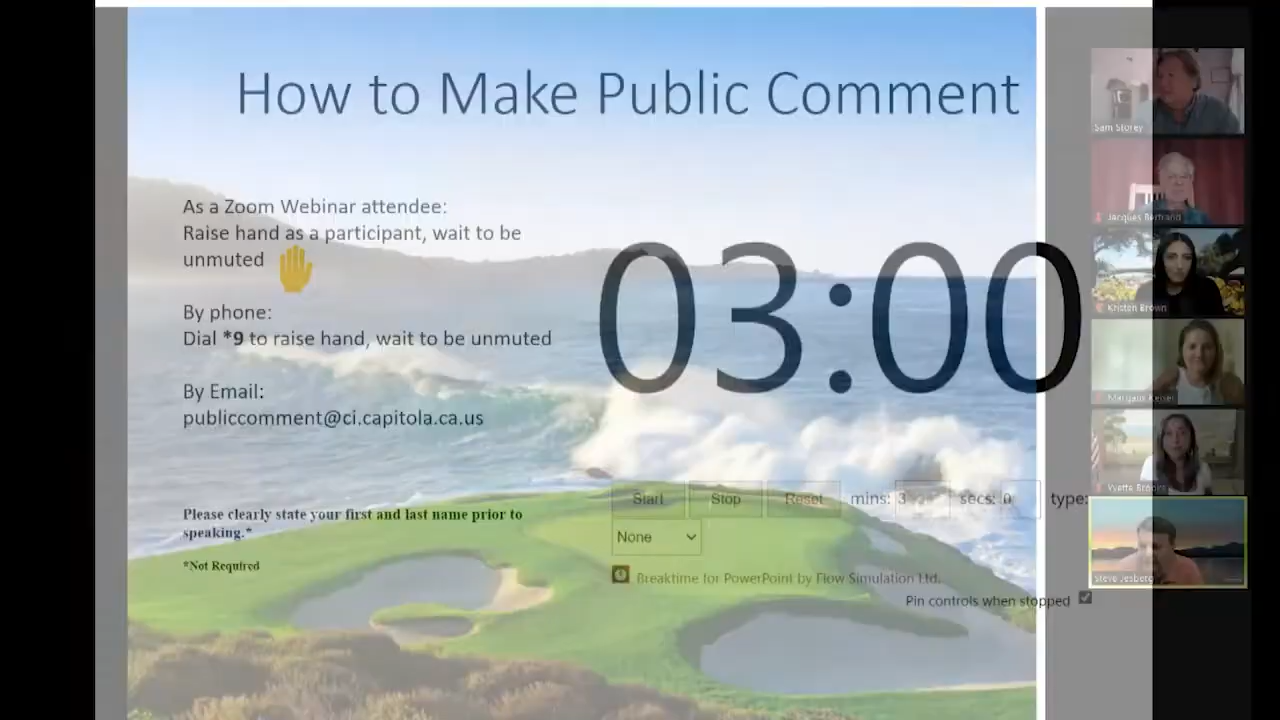 How to Make Public Comment
As a Zoom Webinar attendee:
Raise hand as a participant, wait to be
unmuted
By phone:
Dial *9 to raise hand, wait to be unmuted
By Email:
publiccomment@ci.capitola.ca.us
Please clearly state your first and last name prior to
speaking.*
*Not Required
03:00
Start Stop Reset mins: 3 secs: 0 type:
None
Breaktime for PowerPoint by Flow Simulation Ltd.
Pin controls when stopped
Sam Storey
Jacques Bertrand
Kristen Brown
Margaux Keiser
Yvette Brooks
Steve Jesberg